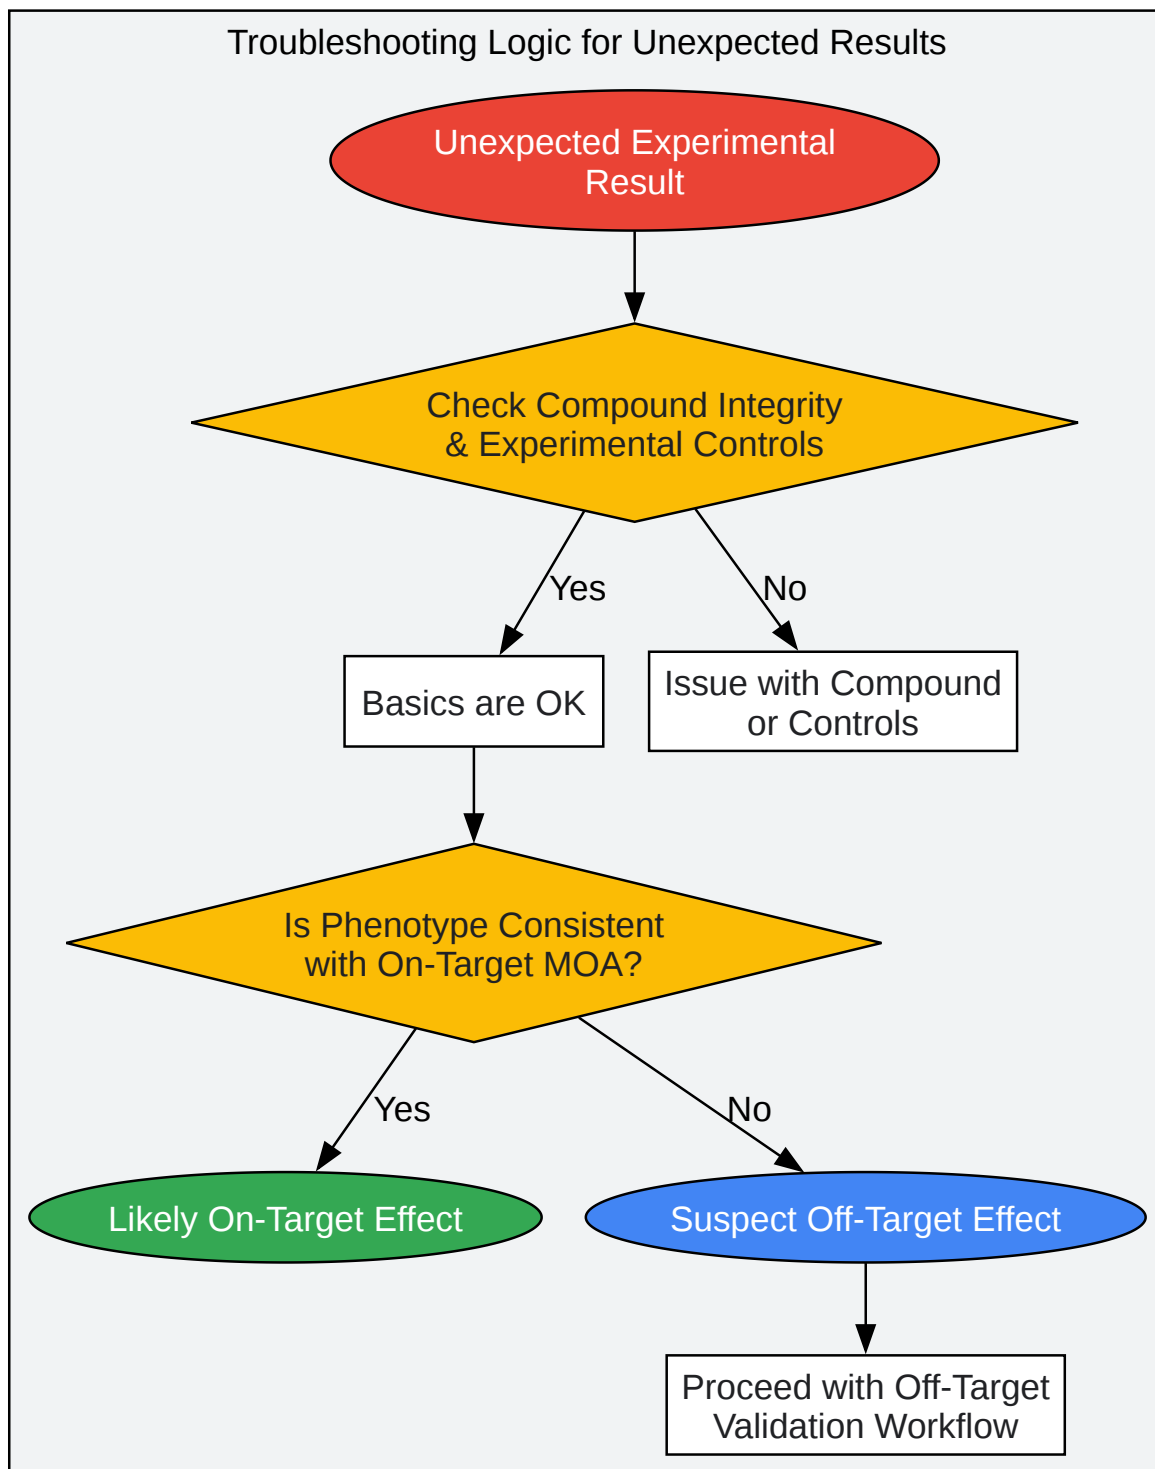 Troubleshooting Logic for Unexpected Results
Unexpected Experimental
Result
Check Compound Integrity
& Experimental Controls
Yes
No
Basics are OK
Issue with Compound
or Controls
Is Phenotype Consistent
with On-Target MOA?
Yes
No
Likely On-Target Effect
Suspect Off-Target Effect
Proceed with Off-Target
Validation Workflow